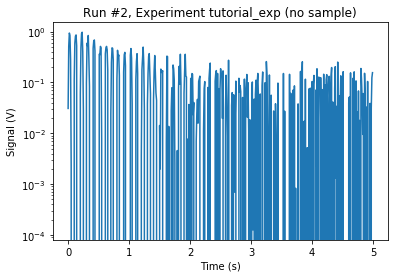 Run #2, Experiment tutorial_exp (no sample)
Signal (V)
10⁰
10⁻¹
10⁻²
10⁻³
10⁻⁴
0 1 2 3 4 5
Time (s)